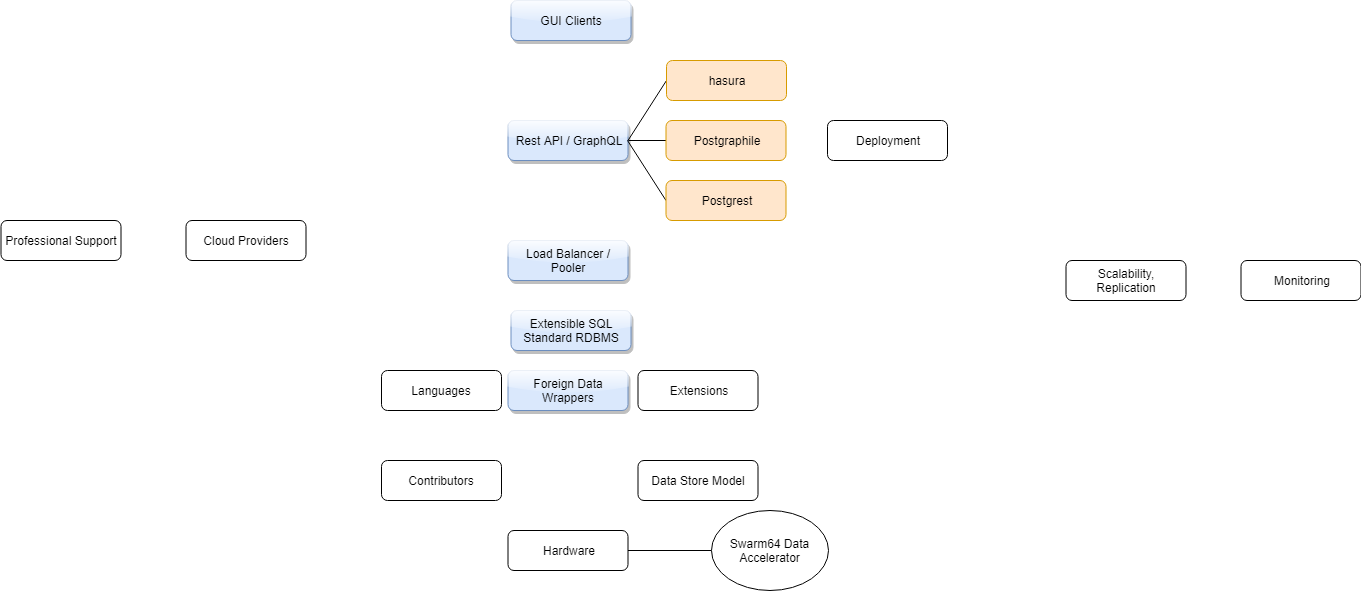 GUI Clients
hasura
Rest API / GraphQL
Postgraphile
Deployment
Postgrest
Professional Support
Cloud Providers
Load Balancer /
Pooler
Scalability,
Replication
Monitoring
Extensible SQL
Standard RDBMS
Languages
Foreign Data
Wrappers
Extensions
Contributors
Data Store Model
Hardware
Swarm64 Data
Accelerator